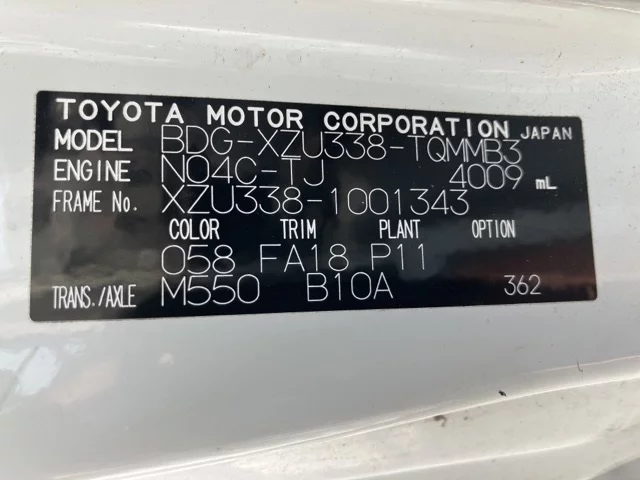 TOYOTA MOTOR CORPORATION JAPAN
MODEL BDG-XZU338-TQMMB3
ENGINE N04C-TJ 4009 mL
FRAME No. XZU338-1001343
COLOR TRIM PLANT OPTION
058 FA18 P11
TRANS./AXLE M550 B10A 362